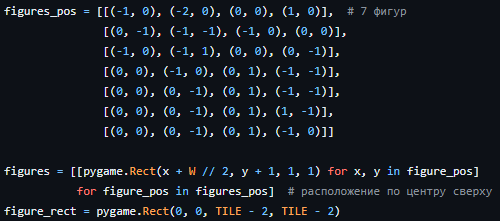 figures_pos = [[(-1, 0), (-2, 0), (0, 0), (1, 0)],  # 7 фигур
               [(0, -1), (-1, -1), (-1, 0), (0, 0)],
               [(-1, 0), (-1, 1), (0, 0), (0, -1)],
               [(0, 0), (-1, 0), (0, 1), (-1, -1)],
               [(0, 0), (0, -1), (0, 1), (-1, -1)],
               [(0, 0), (0, -1), (0, 1), (1, -1)],
               [(0, 0), (0, -1), (0, 1), (-1, 0)]]
figures = [[pygame.Rect(x + W // 2, y + 1, 1, 1) for x, y in figure_pos]
           for figure_pos in figures_pos]  # расположение по центру сверху
figure_rect = pygame.Rect(0, 0, TILE - 2, TILE - 2)